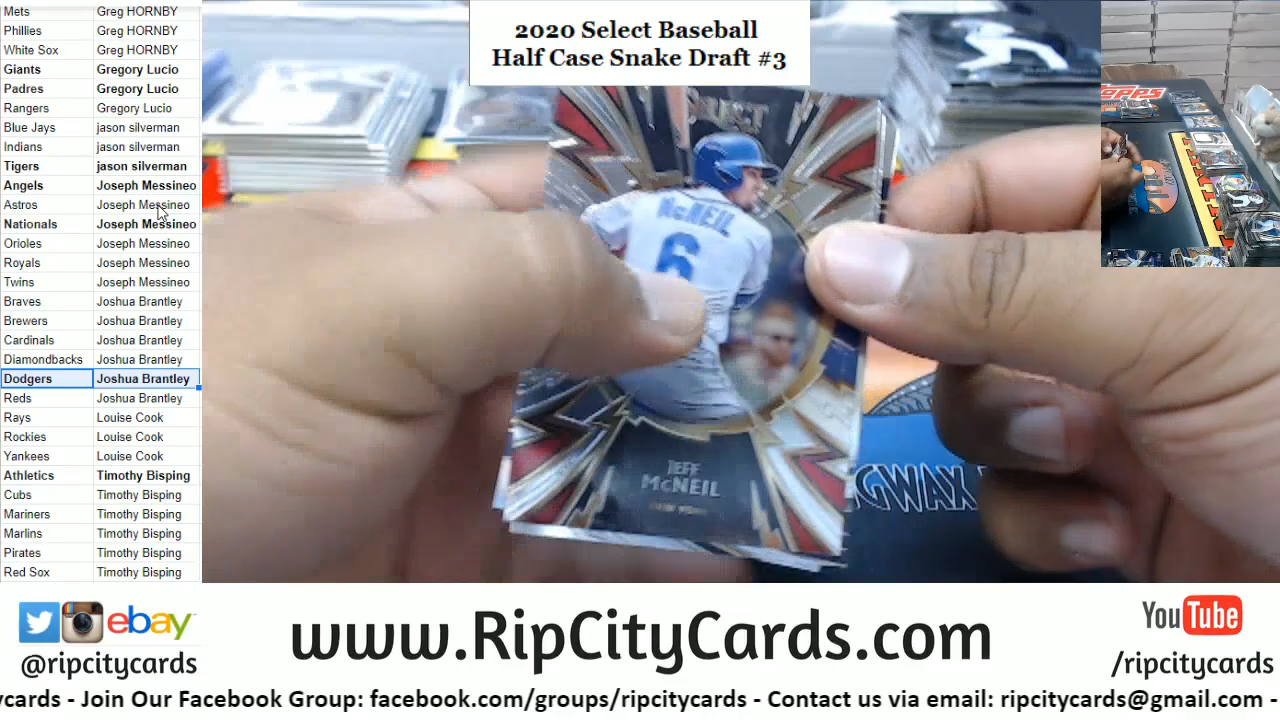 2020 Select Baseball
Half Case Snake Draft #3
Mets Greg HORNBY
Phillies Greg HORNBY
White Sox Greg HORNBY
Giants Gregory Lucio
Padres Gregory Lucio
Rangers Gregory Lucio
Blue Jays jason silverman
Indians jason silverman
Tigers jason silverman
Angels Joseph Messineo
Astros Joseph Messineo
Nationals Joseph Messineo
Orioles Joseph Messineo
Royals Joseph Messineo
Twins Joseph Messineo
Braves Joshua Brantley
Brewers Joshua Brantley
Cardinals Joshua Brantley
Diamondbacks Joshua Brantley
Dodgers Joshua Brantley
Reds Joshua Brantley
Rays Louise Cook
Rockies Louise Cook
Yankees Louise Cook
Athletics Timothy Bisping
Cubs Timothy Bisping
Mariners Timothy Bisping
Marlins Timothy Bisping
Pirates Timothy Bisping
Red Sox Timothy Bisping
McNEIL
6
JEFF
McNEIL
NEW YORK
GWAX
TOPPS
ebay
@ripcitycards
www.RipCityCards.com
YouTube
/ripcitycards
ycards - Join Our Facebook Group: facebook.com/groups/ripcitycards - Contact us via email: ripcitycards@gmail.com -